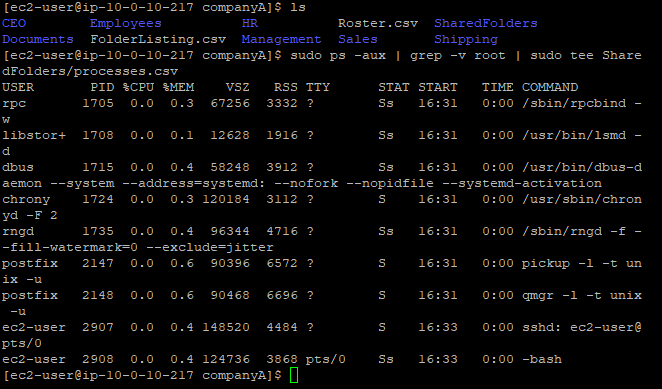 [ec2-user@ip-10-0-10-217 companyA]$ ls
CEO        Employees          HR          Roster.csv  SharedFolders
Documents  FolderListing.csv  Management  Sales       Shipping
[ec2-user@ip-10-0-10-217 companyA]$ sudo ps -aux | grep -v root | sudo tee Share
dFolders/processes.csv
USER       PID %CPU %MEM    VSZ   RSS TTY      STAT START   TIME COMMAND
rpc       1705  0.0  0.3  67256  3332 ?        Ss   16:31   0:00 /sbin/rpcbind -
w
libstor+  1708  0.0  0.1  12628  1916 ?        Ss   16:31   0:00 /usr/bin/lsmd -
d
dbus      1715  0.0  0.4  58248  3912 ?        Ss   16:31   0:00 /usr/bin/dbus-d
aemon --system --address=systemd: --nofork --nopidfile --systemd-activation
chrony    1724  0.0  0.3 120184  3112 ?        S    16:31   0:00 /usr/sbin/chron
yd -F 2
rngd      1735  0.0  0.4  96344  4716 ?        Ss   16:31   0:00 /sbin/rngd -f -
-fill-watermark=0 --exclude=jitter
postfix   2147  0.0  0.6  90396  6572 ?        S    16:31   0:00 pickup -l -t un
ix -u
postfix   2148  0.0  0.6  90468  6696 ?        S    16:31   0:00 qmgr -l -t unix
 -u
ec2-user  2907  0.0  0.4 148520  4484 ?        S    16:33   0:00 sshd: ec2-user@
pts/0
ec2-user  2908  0.0  0.4 124736  3868 pts/0    Ss   16:33   0:00 -bash
[ec2-user@ip-10-0-10-217 companyA]$